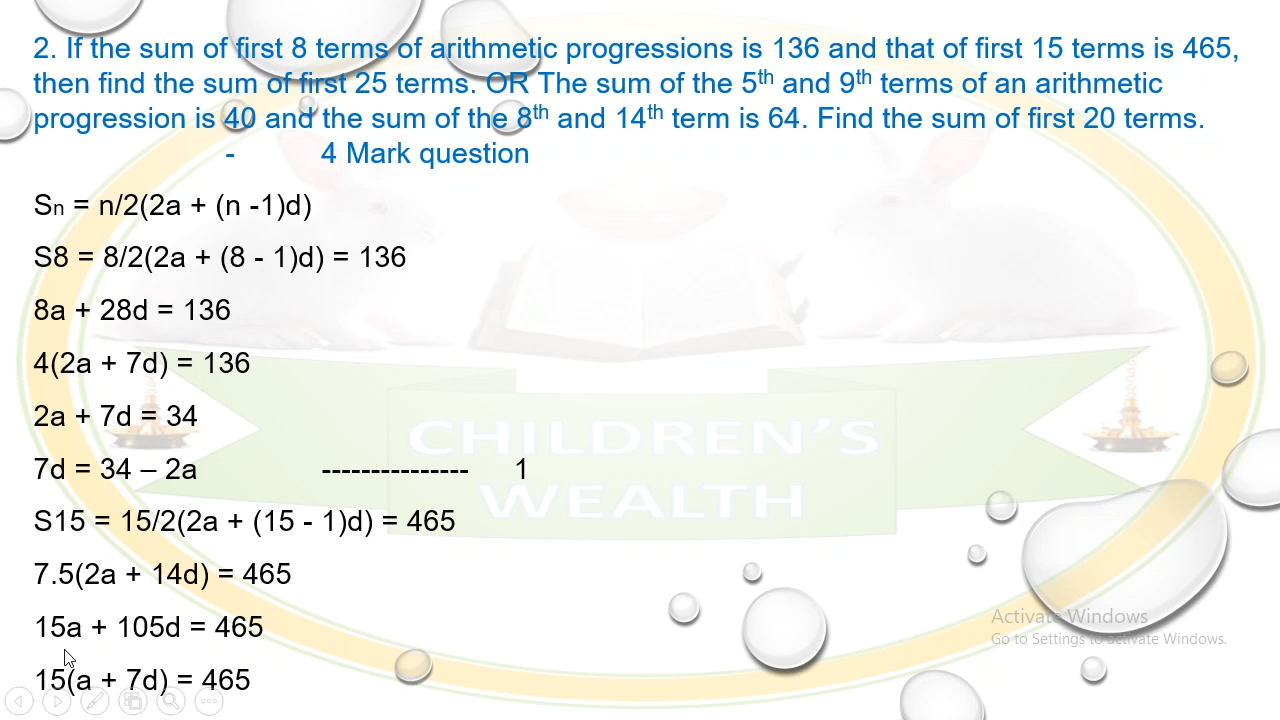 2. If the sum of first 8 terms of arithmetic progressions is 136 and that of first 15 terms is 465,
then find the sum of first 25 terms. OR The sum of the 5th and 9th terms of an arithmetic
progression is 40 and the sum of the 8th and 14th term is 64. Find the sum of first 20 terms.
- 4 Mark question
Sn = n/2(2a + (n -1)d)
S8 = 8/2(2a + (8 - 1)d) = 136
8a + 28d = 136
4(2a + 7d) = 136
2a + 7d = 34
7d = 34 – 2a --------------- 1
S15 = 15/2(2a + (15 - 1)d) = 465
7.5(2a + 14d) = 465
15a + 105d = 465
15(a + 7d) = 465
CHILDREN'S
WEALTH
Activate Windows
Go to Settings to activate Windows.